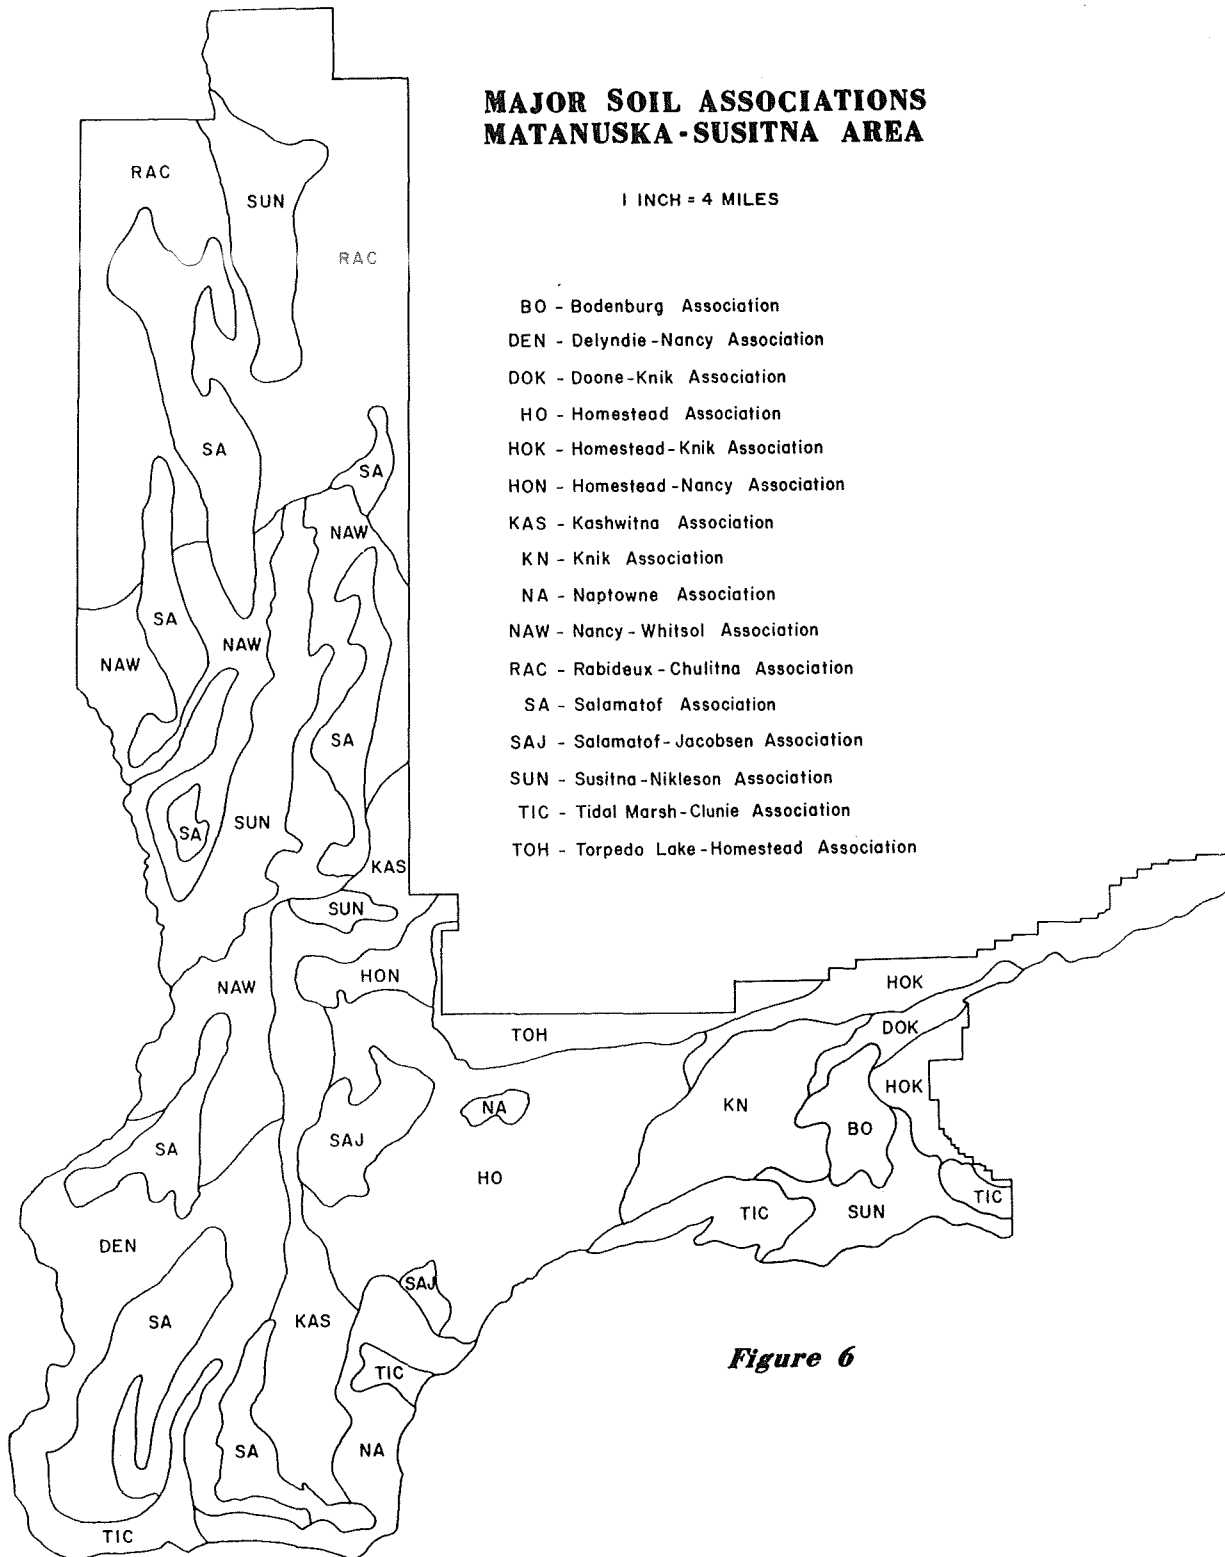 MAJOR SOIL ASSOCIATIONS
MATANUSKA-SUSITNA AREA
1 INCH = 4 MILES
BO - Bodenburg Association
DEN - Delyndie-Nancy Association
DOK - Doone-Knik Association
HO - Homestead Association
HOK - Homestead-Knik Association
HON - Homestead-Nancy Association
KAS - Kashwitna Association
KN - Knik Association
NA - Naptowne Association
NAW - Nancy-Whitsol Association
RAC - Rabideux-Chulitna Association
SA - Salamatof Association
SAJ - Salamatof-Jacobsen Association
SUN - Susitna-Nikleson Association
TIC - Tidal Marsh-Clunie Association
TOH - Torpedo Lake-Homestead Association
RAC
SUN
RAC
SA
SA
NAW
SA
NAW
NAW
SA
SUN
SA
KAS
SUN
HON
NAW
HOK
DOK
TOH
HOK
KN
NA
BO
SAJ
SA
HO
TIC
TIC
SUN
DEN
SAJ
SA
KAS
TIC
SA
NA
TIC
Figure 6